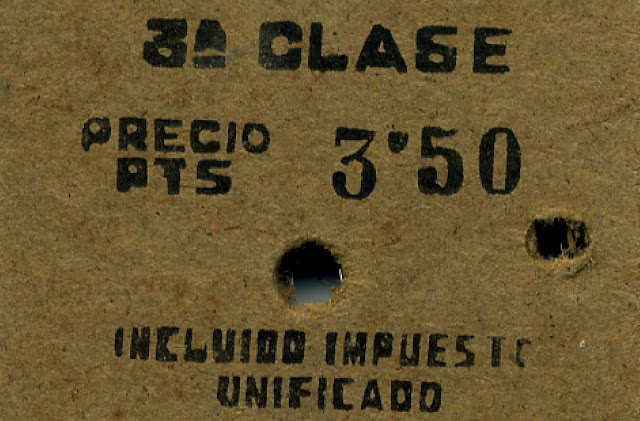 3ª CLASE
PRECIO
PTS 3'50
INCLUIDO IMPUESTO
UNIFICADO